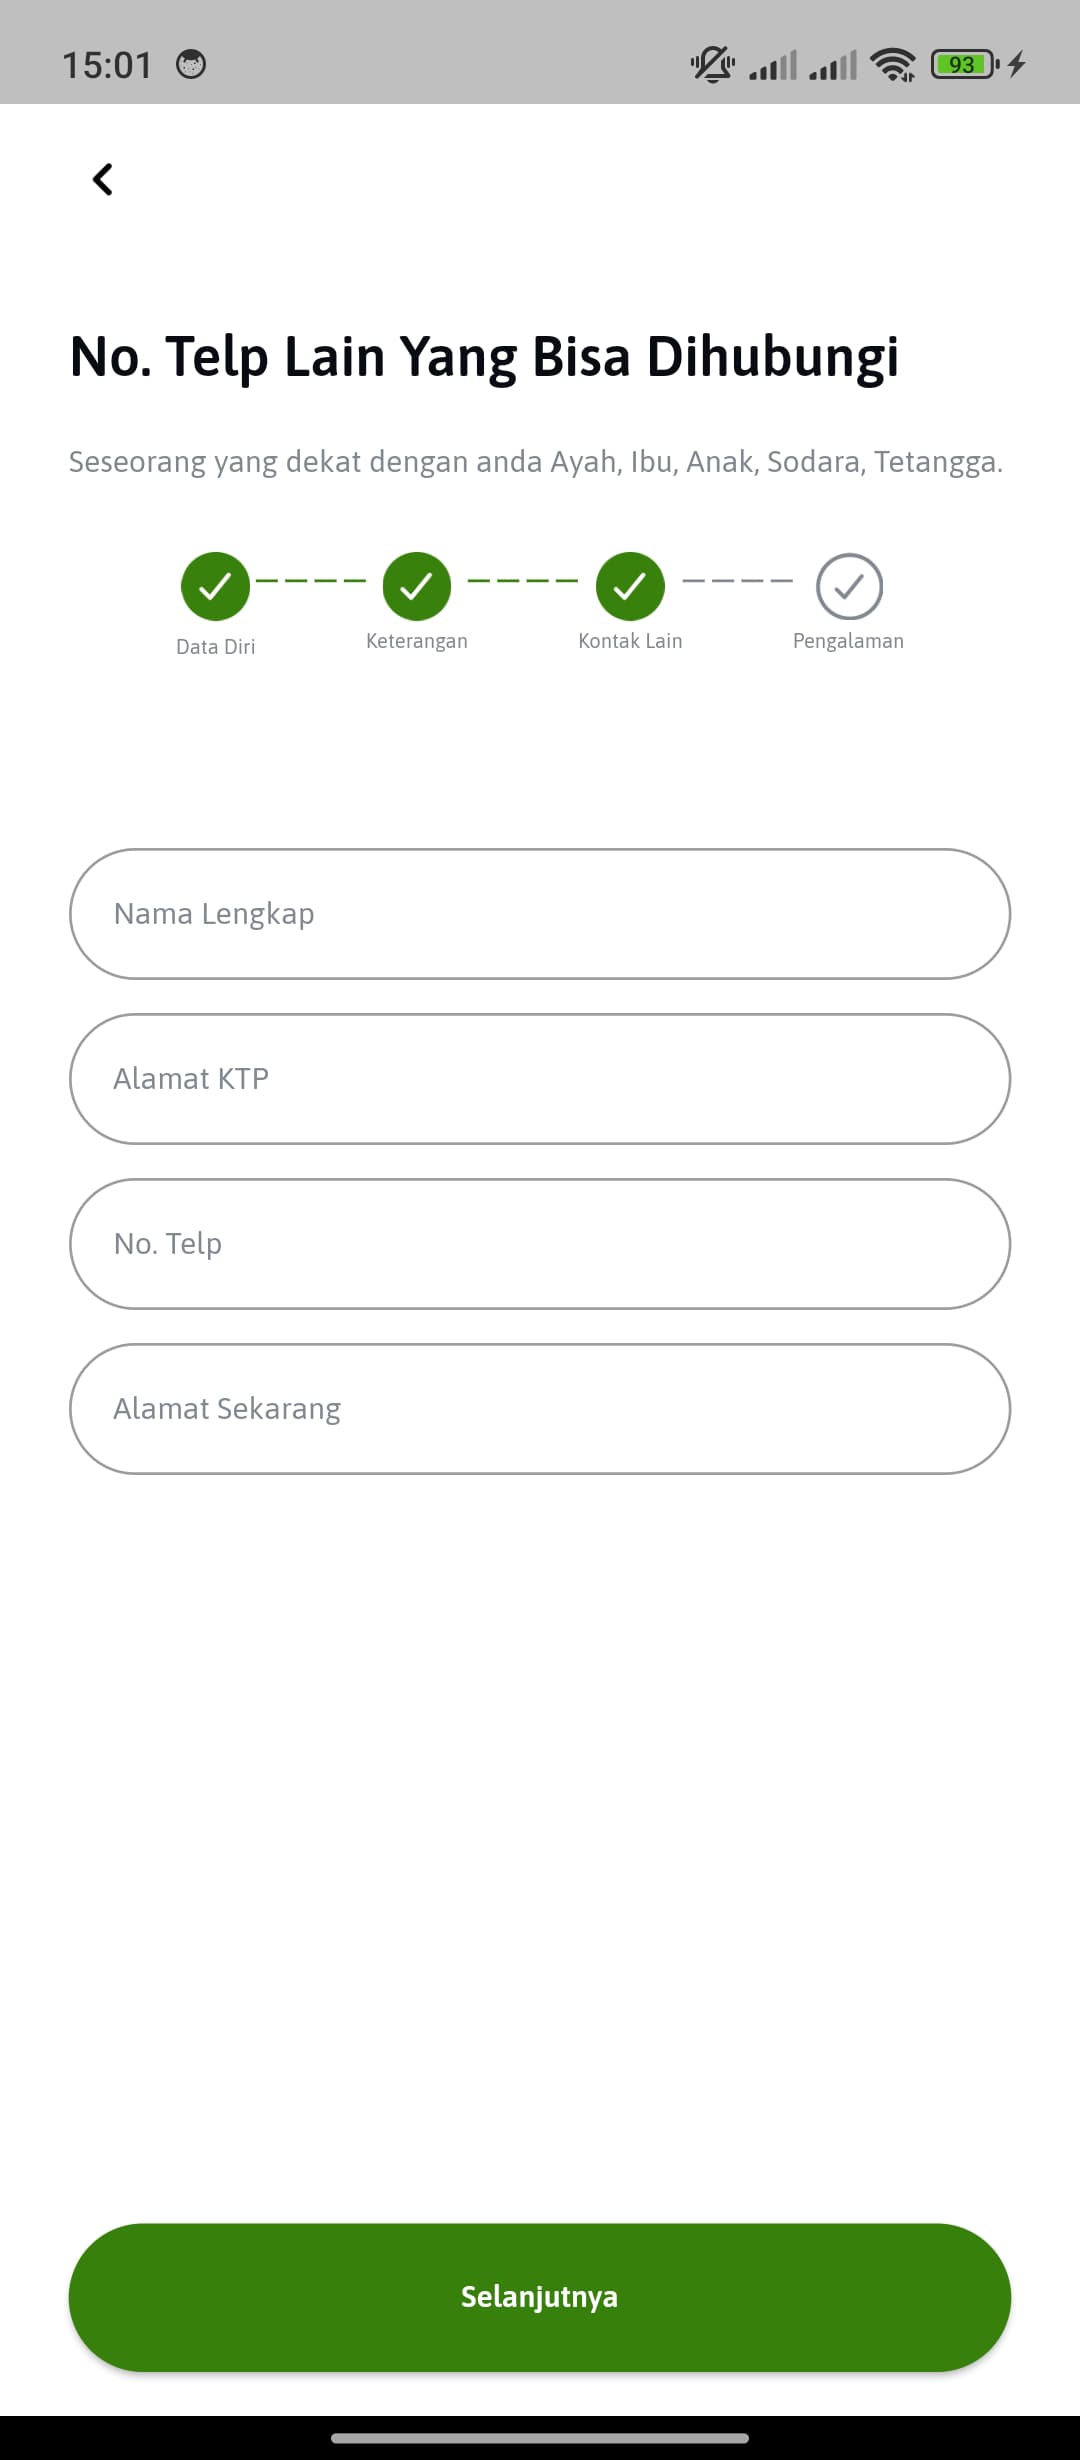 15:01
93
No. Telp Lain Yang Bisa Dihubungi
Seseorang yang dekat dengan anda Ayah, Ibu, Anak, Sodara, Tetangga.
Data Diri
Keterangan
Kontak Lain
Pengalaman
Nama Lengkap
Alamat KTP
No. Telp
Alamat Sekarang
Selanjutnya